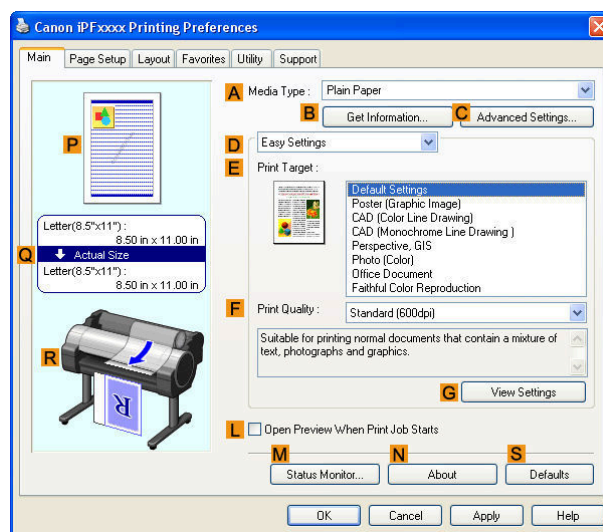 Canon iPFxxxx Printing Preferences
Main Page Setup Layout Favorites Utility Support
A Media Type : Plain Paper
B Get Information... C Advanced Settings...
P
D Easy Settings
E Print Target :
Default Settings
Poster (Graphic Image)
CAD (Color Line Drawing)
CAD (Monochrome Line Drawing )
Perspective, GIS
Photo (Color)
Office Document
Faithful Color Reproduction
Letter(8.5"x11") :
8.50 in x 11.00 in
Q Actual Size
Letter(8.5"x11") :
8.50 in x 11.00 in
F Print Quality : Standard (600dpi)
Suitable for printing normal documents that contain a mixture of
text, photographs and graphics.
R
R
G View Settings
L Open Preview When Print Job Starts
M N S
Status Monitor... About Defaults
OK Cancel Apply Help